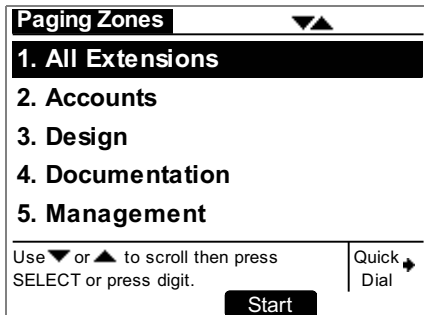 Paging Zones ▼▲
1. All Extensions
2. Accounts
3. Design
4. Documentation
5. Management
Use ▼ or ▲ to scroll then press
SELECT or press digit.
Quick
Dial
Start